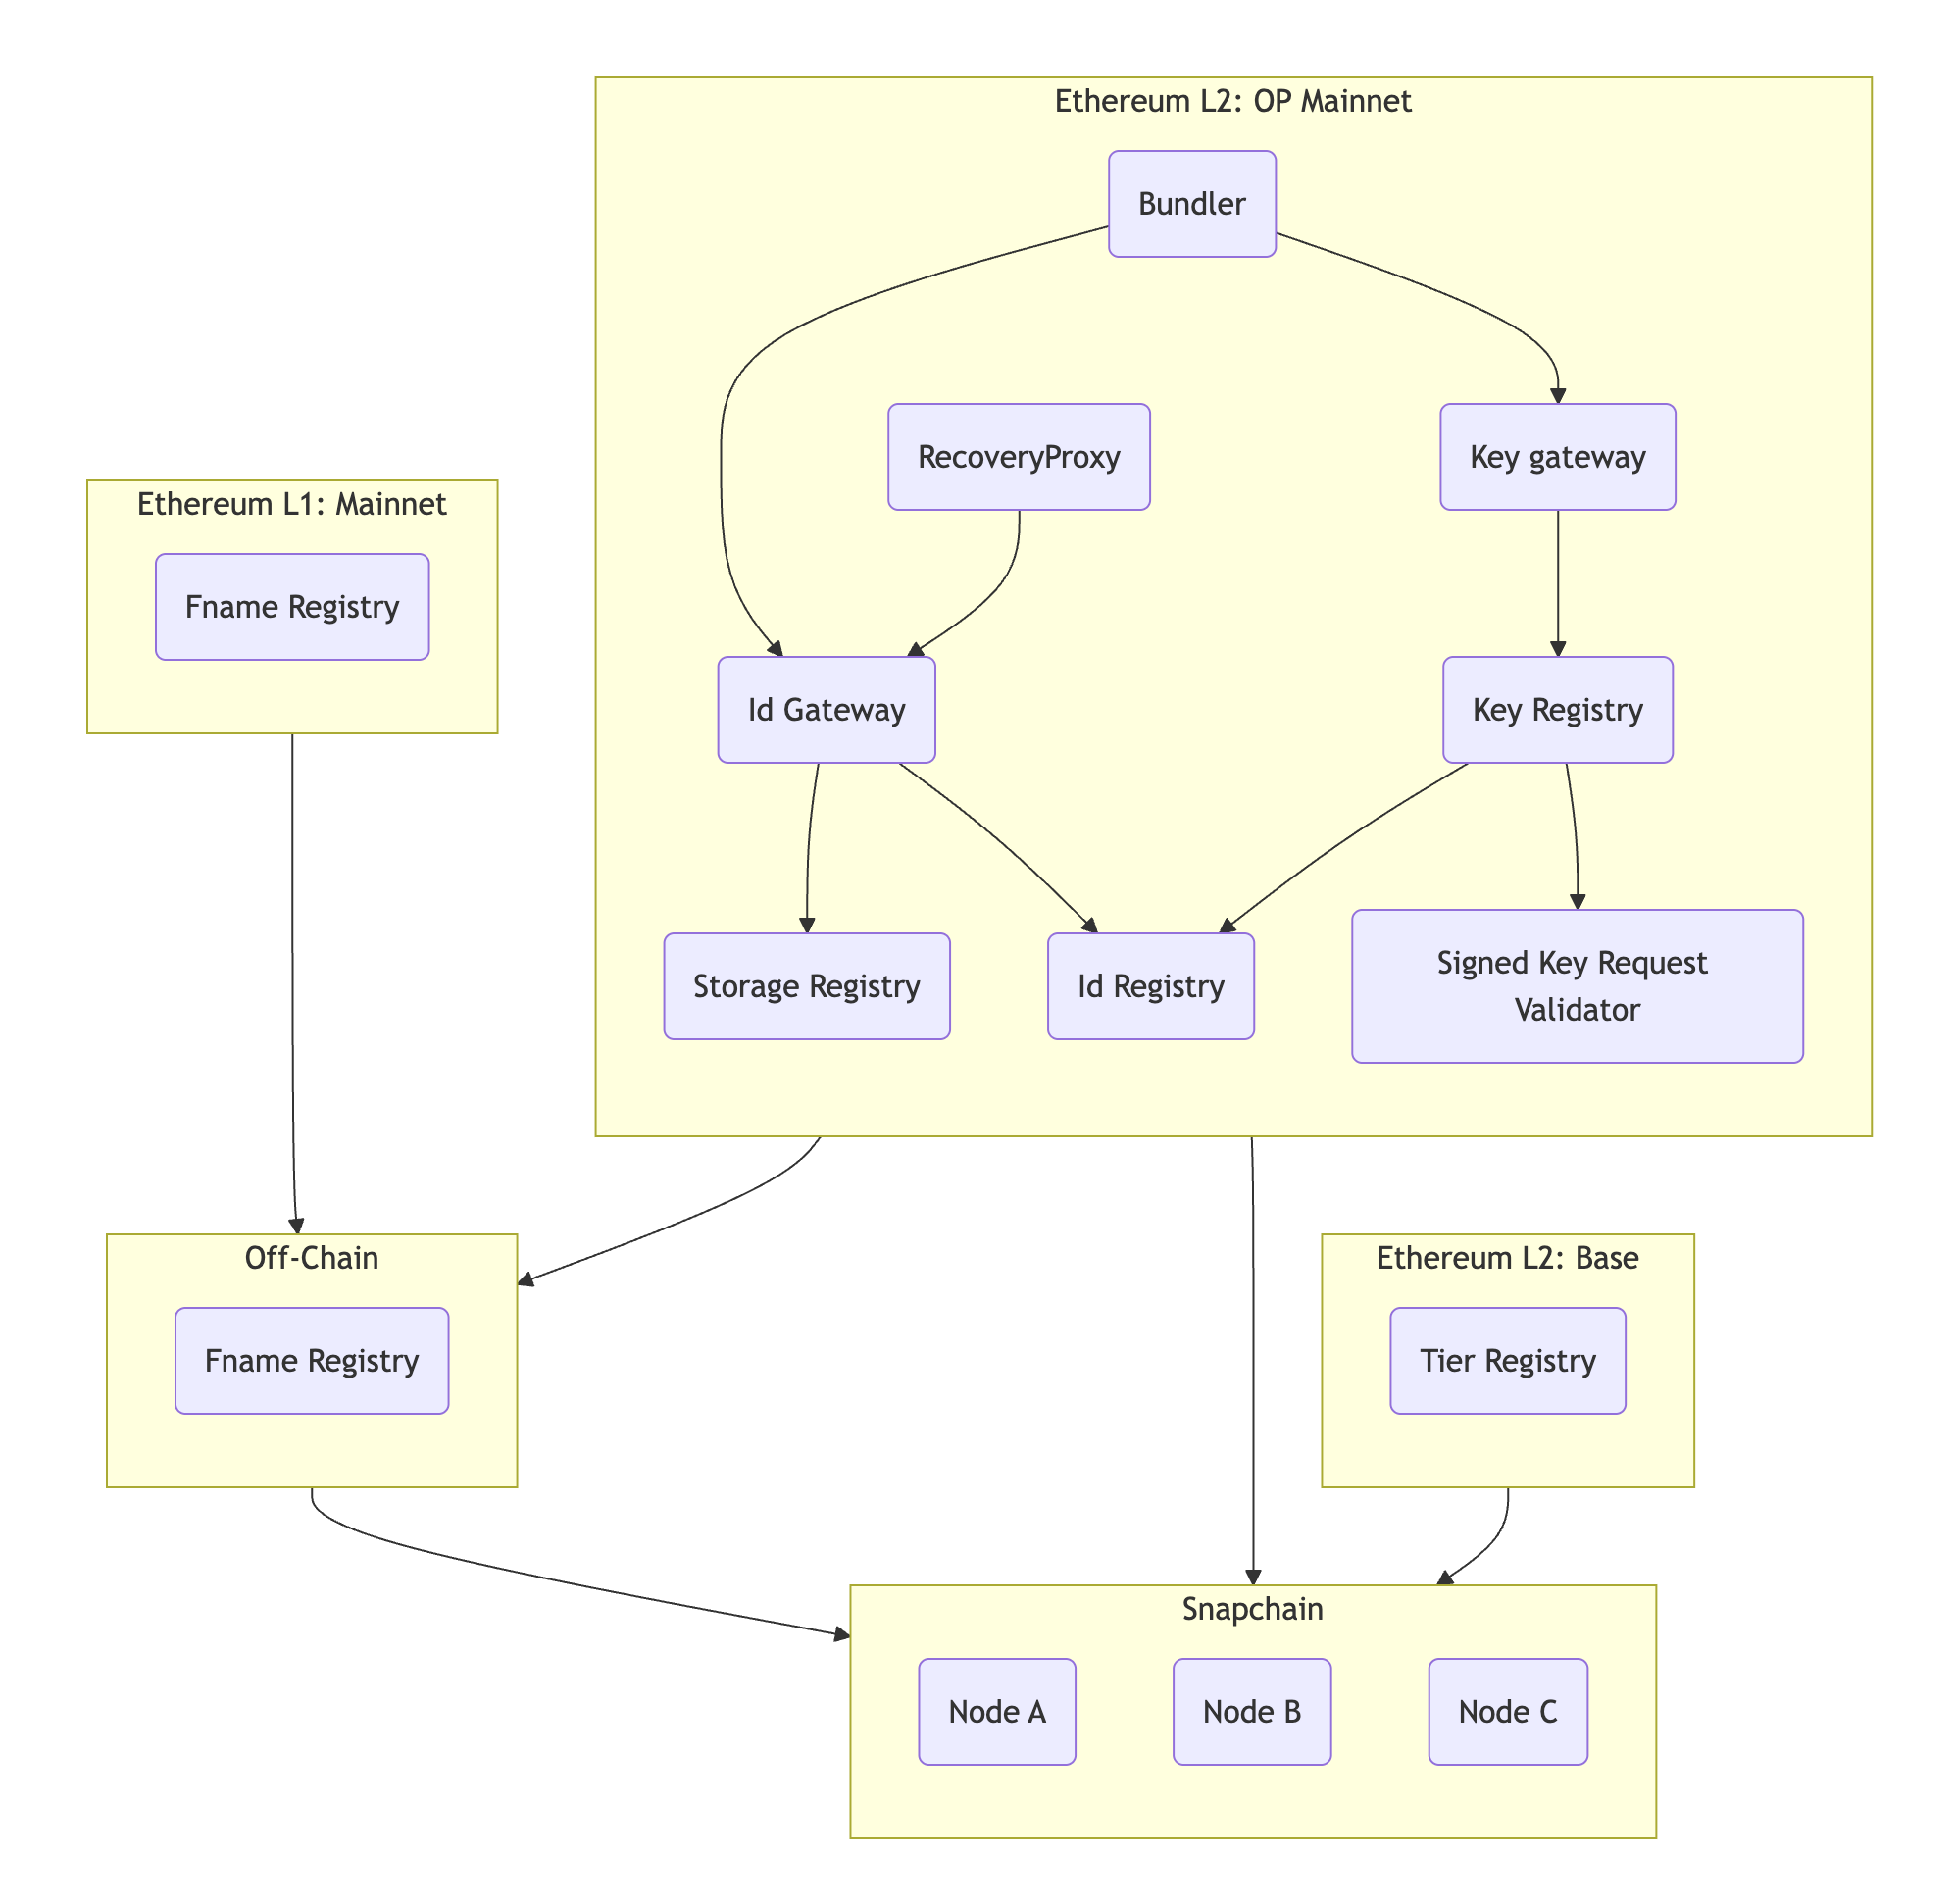 Ethereum L2: OP Mainnet
Bundler
RecoveryProxy
Key gateway
Ethereum L1: Mainnet
Fname Registry
Id Gateway
Key Registry
Storage Registry
Id Registry
Signed Key Request
Validator
Off-Chain
Fname Registry
Ethereum L2: Base
Tier Registry
Snapchain
Node A
Node B
Node C